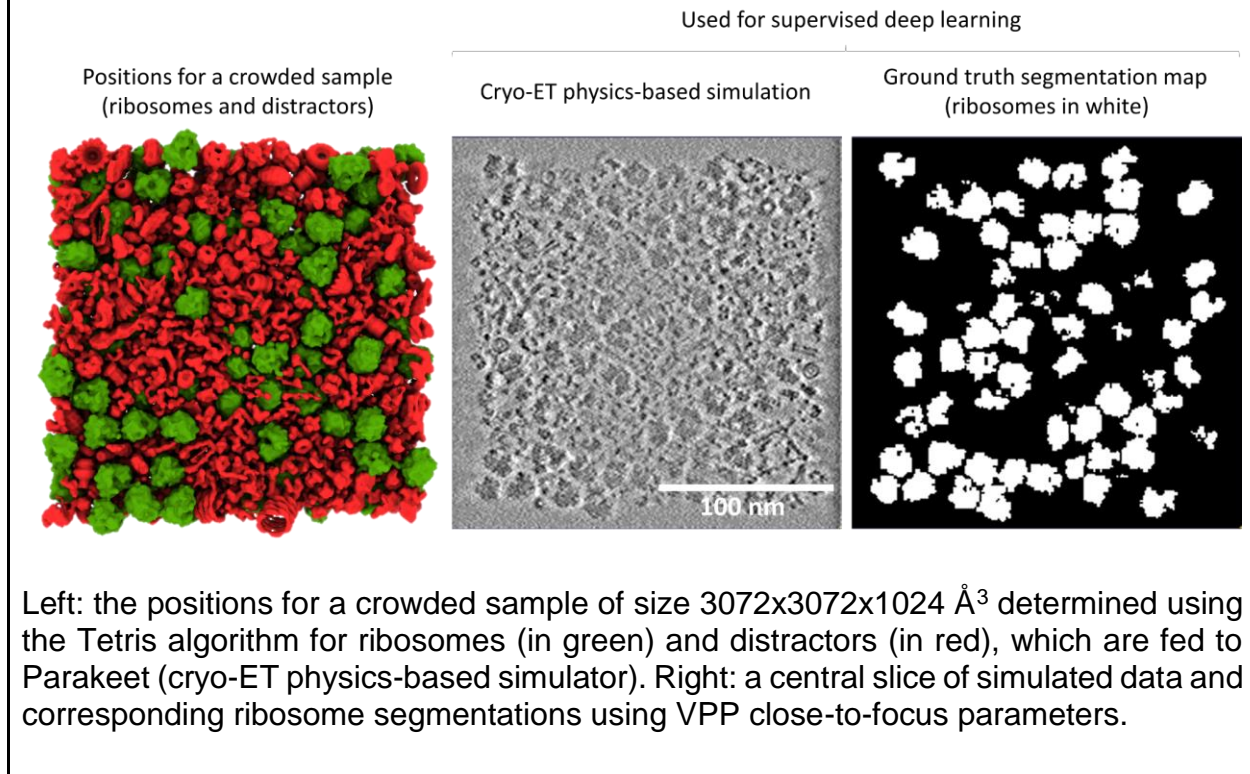 Used for supervised deep learning
Positions for a crowded sample
(ribosomes and distractors)
Cryo-ET physics-based simulation
Ground truth segmentation map
(ribosomes in white)
100 nm
Left: the positions for a crowded sample of size 3072x3072x1024 Å³ determined using
the Tetris algorithm for ribosomes (in green) and distractors (in red), which are fed to
Parakeet (cryo-ET physics-based simulator). Right: a central slice of simulated data and
corresponding ribosome segmentations using VPP close-to-focus parameters.